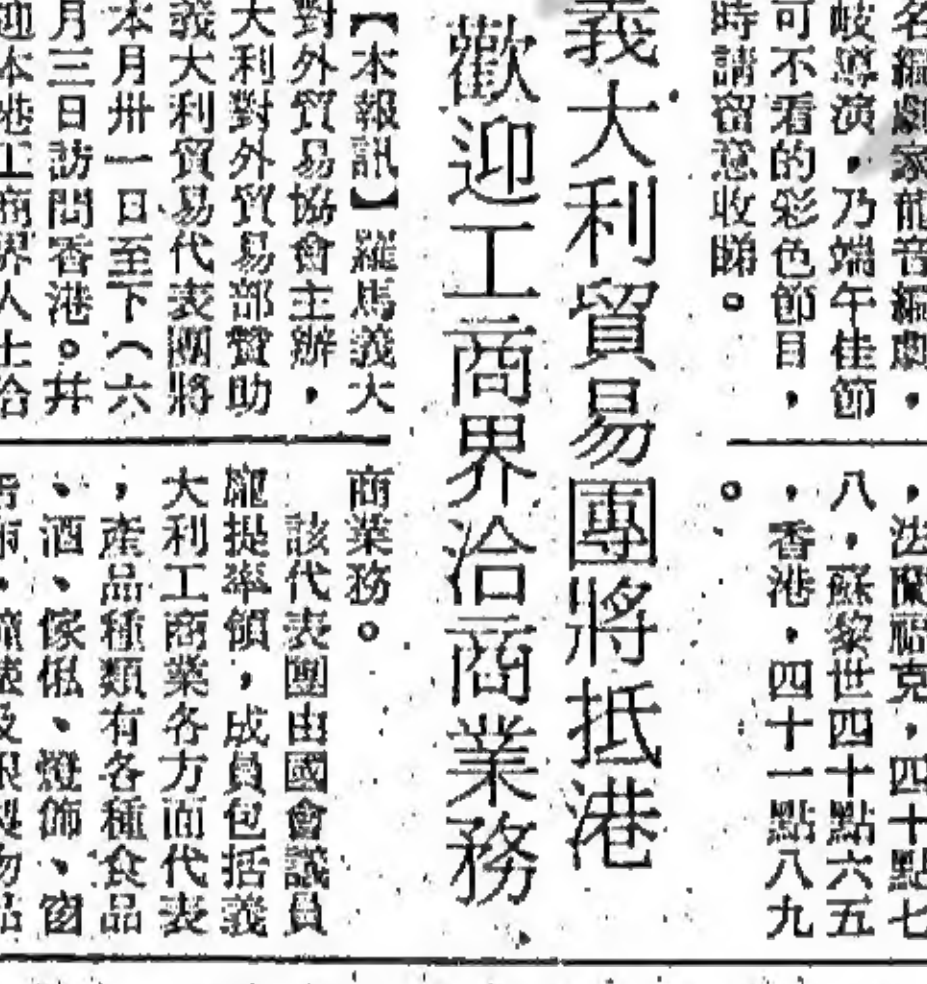 名編劇家龍音編劇,
岐導演,乃端午佳節
可不看的彩色節目,
時請留意收睇。
,法蘭福克,四十點七
八,蘇黎世四十點六五
,香港,四十一點八九
。
義大利貿易團將抵港
歡迎工商界洽商業務
【本報訊】羅馬義大
對外貿易協會主辦,
大利對外貿易部贊助
義大利貿易代表團將
本月卅一日至下(六
月三日訪問香港。并
迎本港工商界人士洽
商業務。
該代表團由國會議員
龐提率領,成員包括義
大利工商業各方面代表
,產品種類有各種食品
、酒、傢俬、燈飾、窗